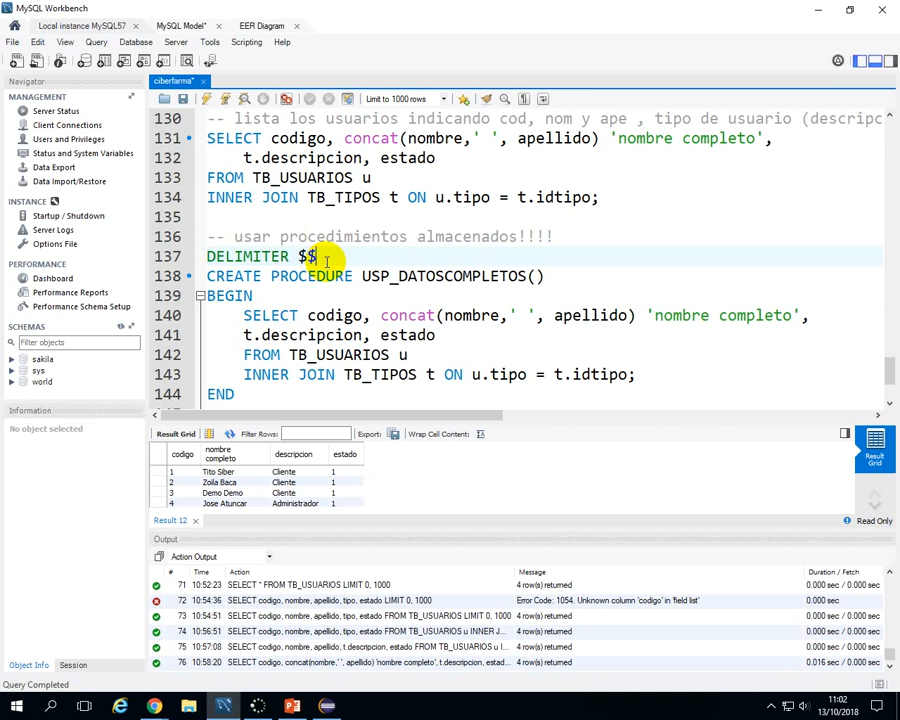 MySQL Workbench
Local instance MySQL57
MySQL Model*
EER Diagram
File Edit View Query Database Server Tools Scripting Help
Navigator
ciberfarma*
MANAGEMENT
Server Status
Client Connections
Users and Privileges
Status and System Variables
Data Export
Data Import/Restore
INSTANCE
Startup / Shutdown
Server Logs
Options File
PERFORMANCE
Dashboard
Performance Reports
Performance Schema Setup
SCHEMAS
Filter objects
sakila
sys
world
Information
No object selected
Limit to 1000 rows
130 -- lista los usuarios indicando cod, nom y ape , tipo de usuario (descripc
131 SELECT codigo, concat(nombre,' ', apellido) 'nombre completo',
132 t.descripcion, estado
133 FROM TB_USUARIOS u
134 INNER JOIN TB_TIPOS t ON u.tipo = t.idtipo;
135
136 -- usar procedimientos almacenados!!!!
137 DELIMITER $$
138 CREATE PROCEDURE USP_DATOSCOMPLETOS()
139 BEGIN
140 SELECT codigo, concat(nombre,' ', apellido) 'nombre completo',
141 t.descripcion, estado
142 FROM TB_USUARIOS u
143 INNER JOIN TB_TIPOS t ON u.tipo = t.idtipo;
144 END
Result Grid Filter Rows: Export: Wrap Cell Content:
codigo nombre completo descripcion estado
1 Tito Siber Cliente 1
2 Zoila Baca Cliente 1
3 Demo Demo Cliente 1
4 Jose Atuncar Administrador 1
Result Grid
Result 12
Read Only
Output
Action Output
# Time Action Message Duration / Fetch
71 10:52:23 SELECT * FROM TB_USUARIOS LIMIT 0, 1000 4 row(s) returned 0.000 sec / 0.000 sec
72 10:54:36 SELECT codigo, nombre, apellido, tipo, estado LIMIT 0, 1000 Error Code: 1054. Unknown column 'codigo' in 'field list' 0.000 sec
73 10:54:51 SELECT codigo, nombre, apellido, tipo, estado FROM TB_USUARIOS LIMIT 0, 1000 4 row(s) returned 0.000 sec / 0.000 sec
74 10:56:51 SELECT codigo, nombre, apellido, tipo, estado FROM TB_USUARIOS u INNER J... 4 row(s) returned 0.000 sec / 0.000 sec
75 10:57:08 SELECT codigo, nombre, apellido, t.descripcion, estado FROM TB_USUARIOS u I... 4 row(s) returned 0.000 sec / 0.000 sec
76 10:58:20 SELECT codigo, concat(nombre,' ', apellido) 'nombre completo', t.descripcion, estad... 4 row(s) returned 0.016 sec / 0.000 sec
Object Info Session
Query Completed
11:02
13/10/2018